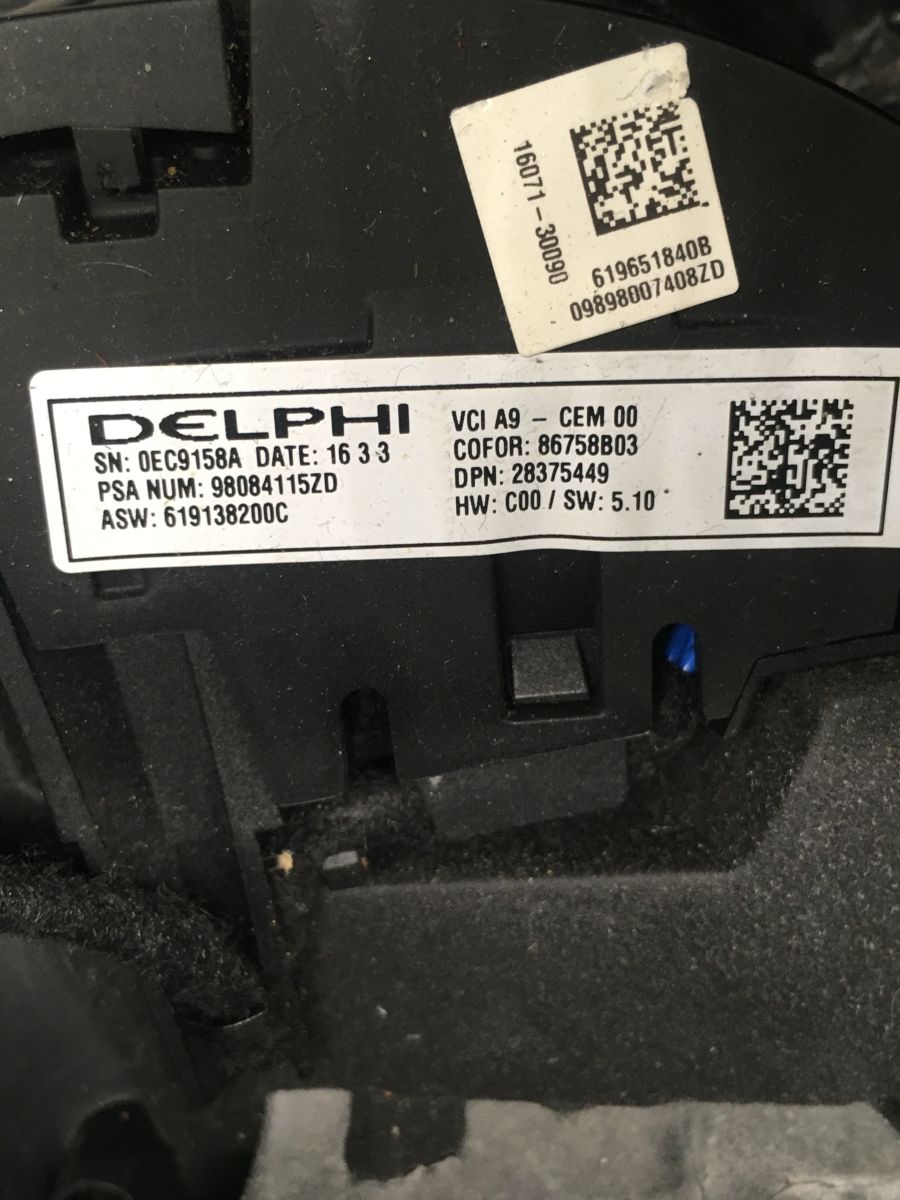 16071-30090
619651840B
09898007408ZD
DELPHI
SN: 0EC9158A DATE: 16 3 3
PSA NUM: 98084115ZD
ASW: 619138200C
VCI A9 - CEM 00
COFOR: 86758B03
DPN: 28375449
HW: C00 / SW: 5.10